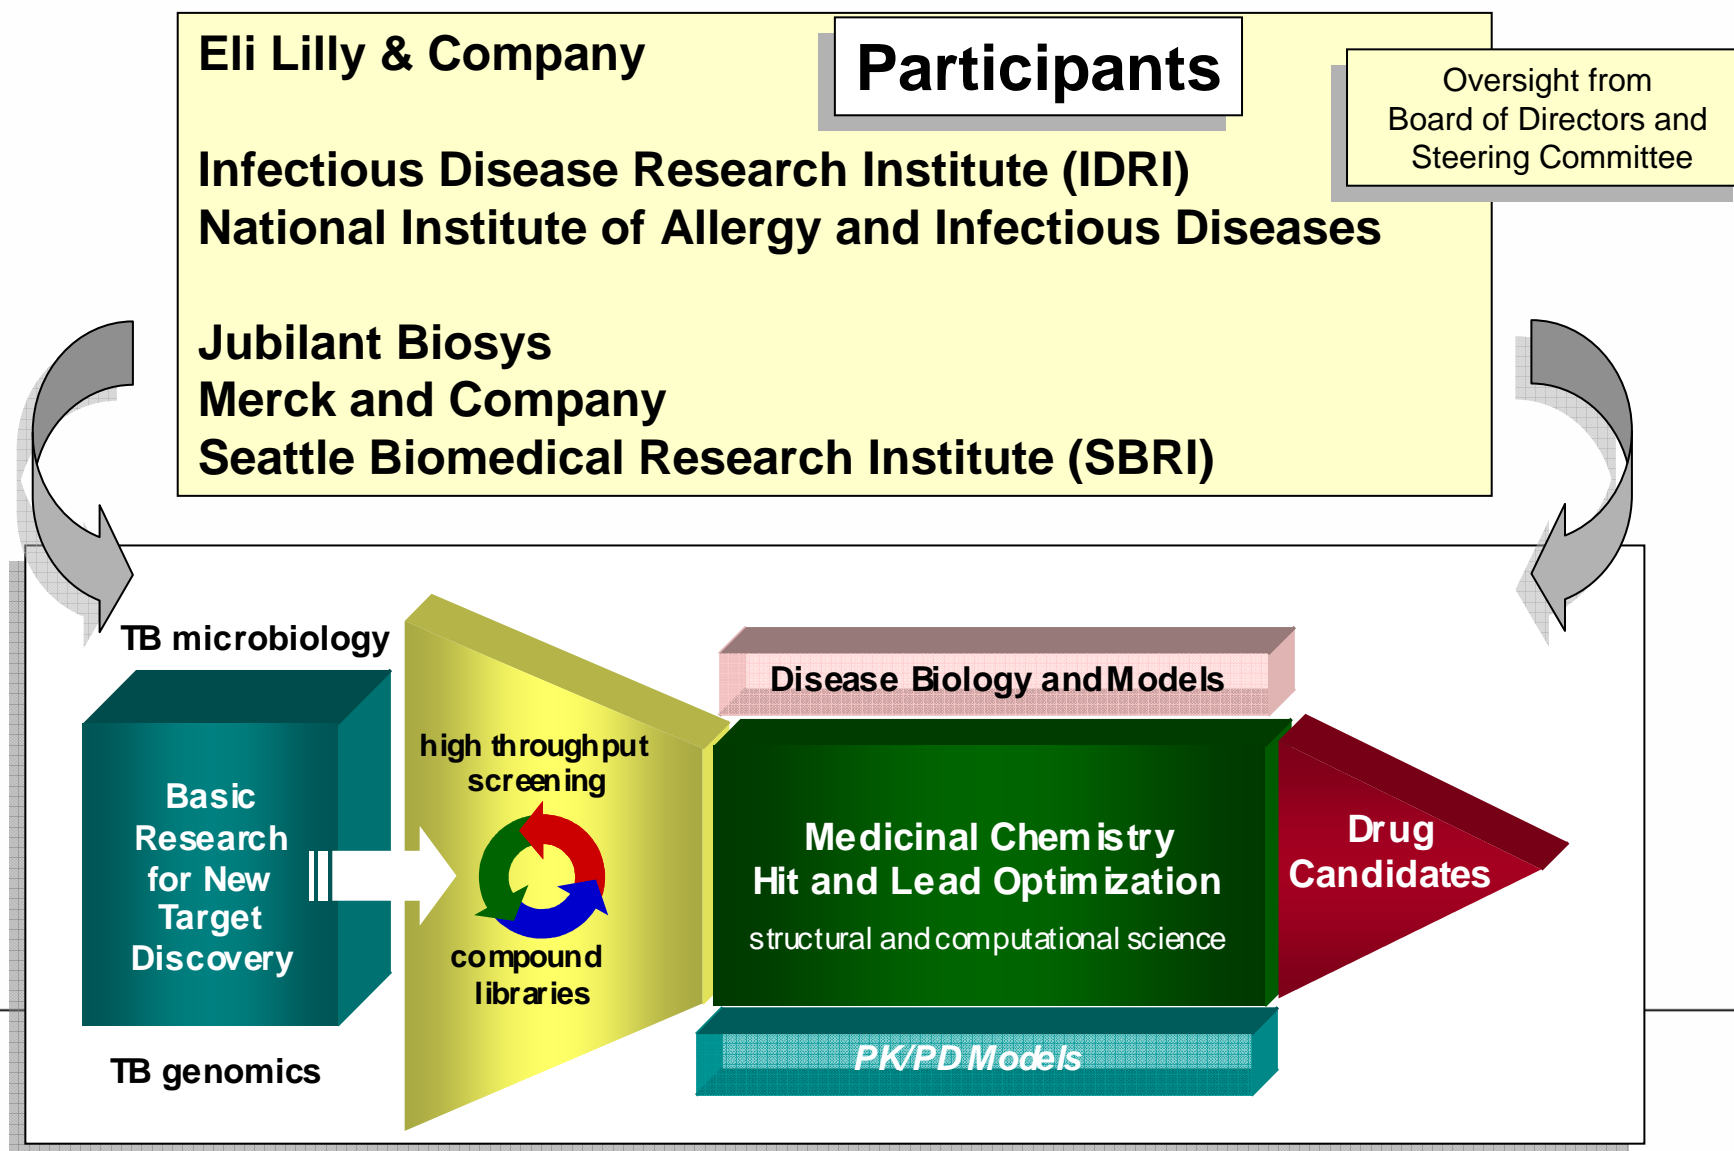 Eli Lilly & Company
Participants
Oversight from
Board of Directors and
Steering Committee
Infectious Disease Research Institute (IDRI)
National Institute of Allergy and Infectious Diseases
Jubilant Biosys
Merck and Company
Seattle Biomedical Research Institute (SBRI)
TB microbiology
Basic
Research
for New
Target
Discovery
TB genomics
high throughput
screening
compound
libraries
Disease Biology and Models
Medicinal Chemistry
Hit and Lead Optimization
structural and computational science
PK/PD Models
Drug
Candidates